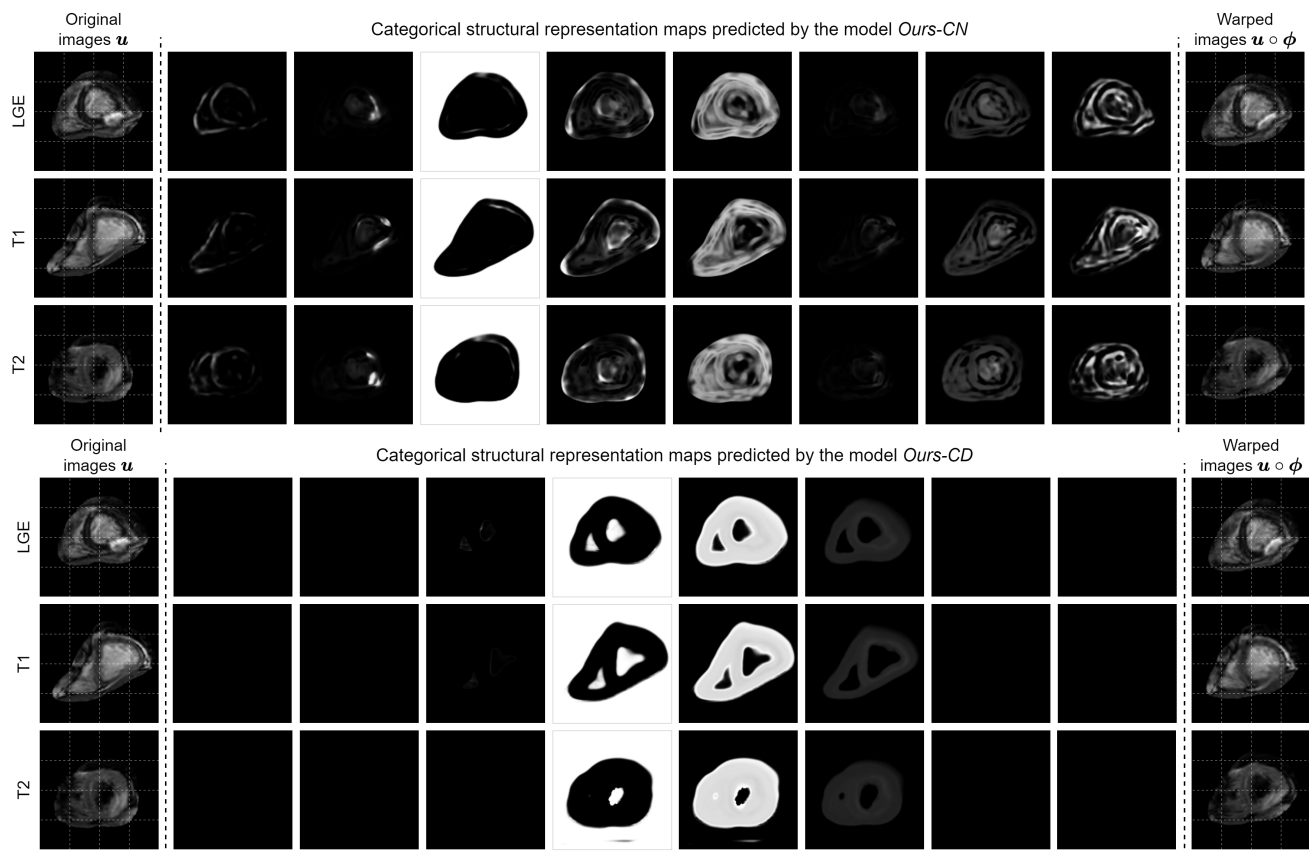 Original
images u
Categorical structural representation maps predicted by the model Ours-CN
Warped
images u ∘ ϕ
LGE
T1
T2
Original
images u
Categorical structural representation maps predicted by the model Ours-CD
Warped
images u ∘ ϕ
LGE
T1
T2